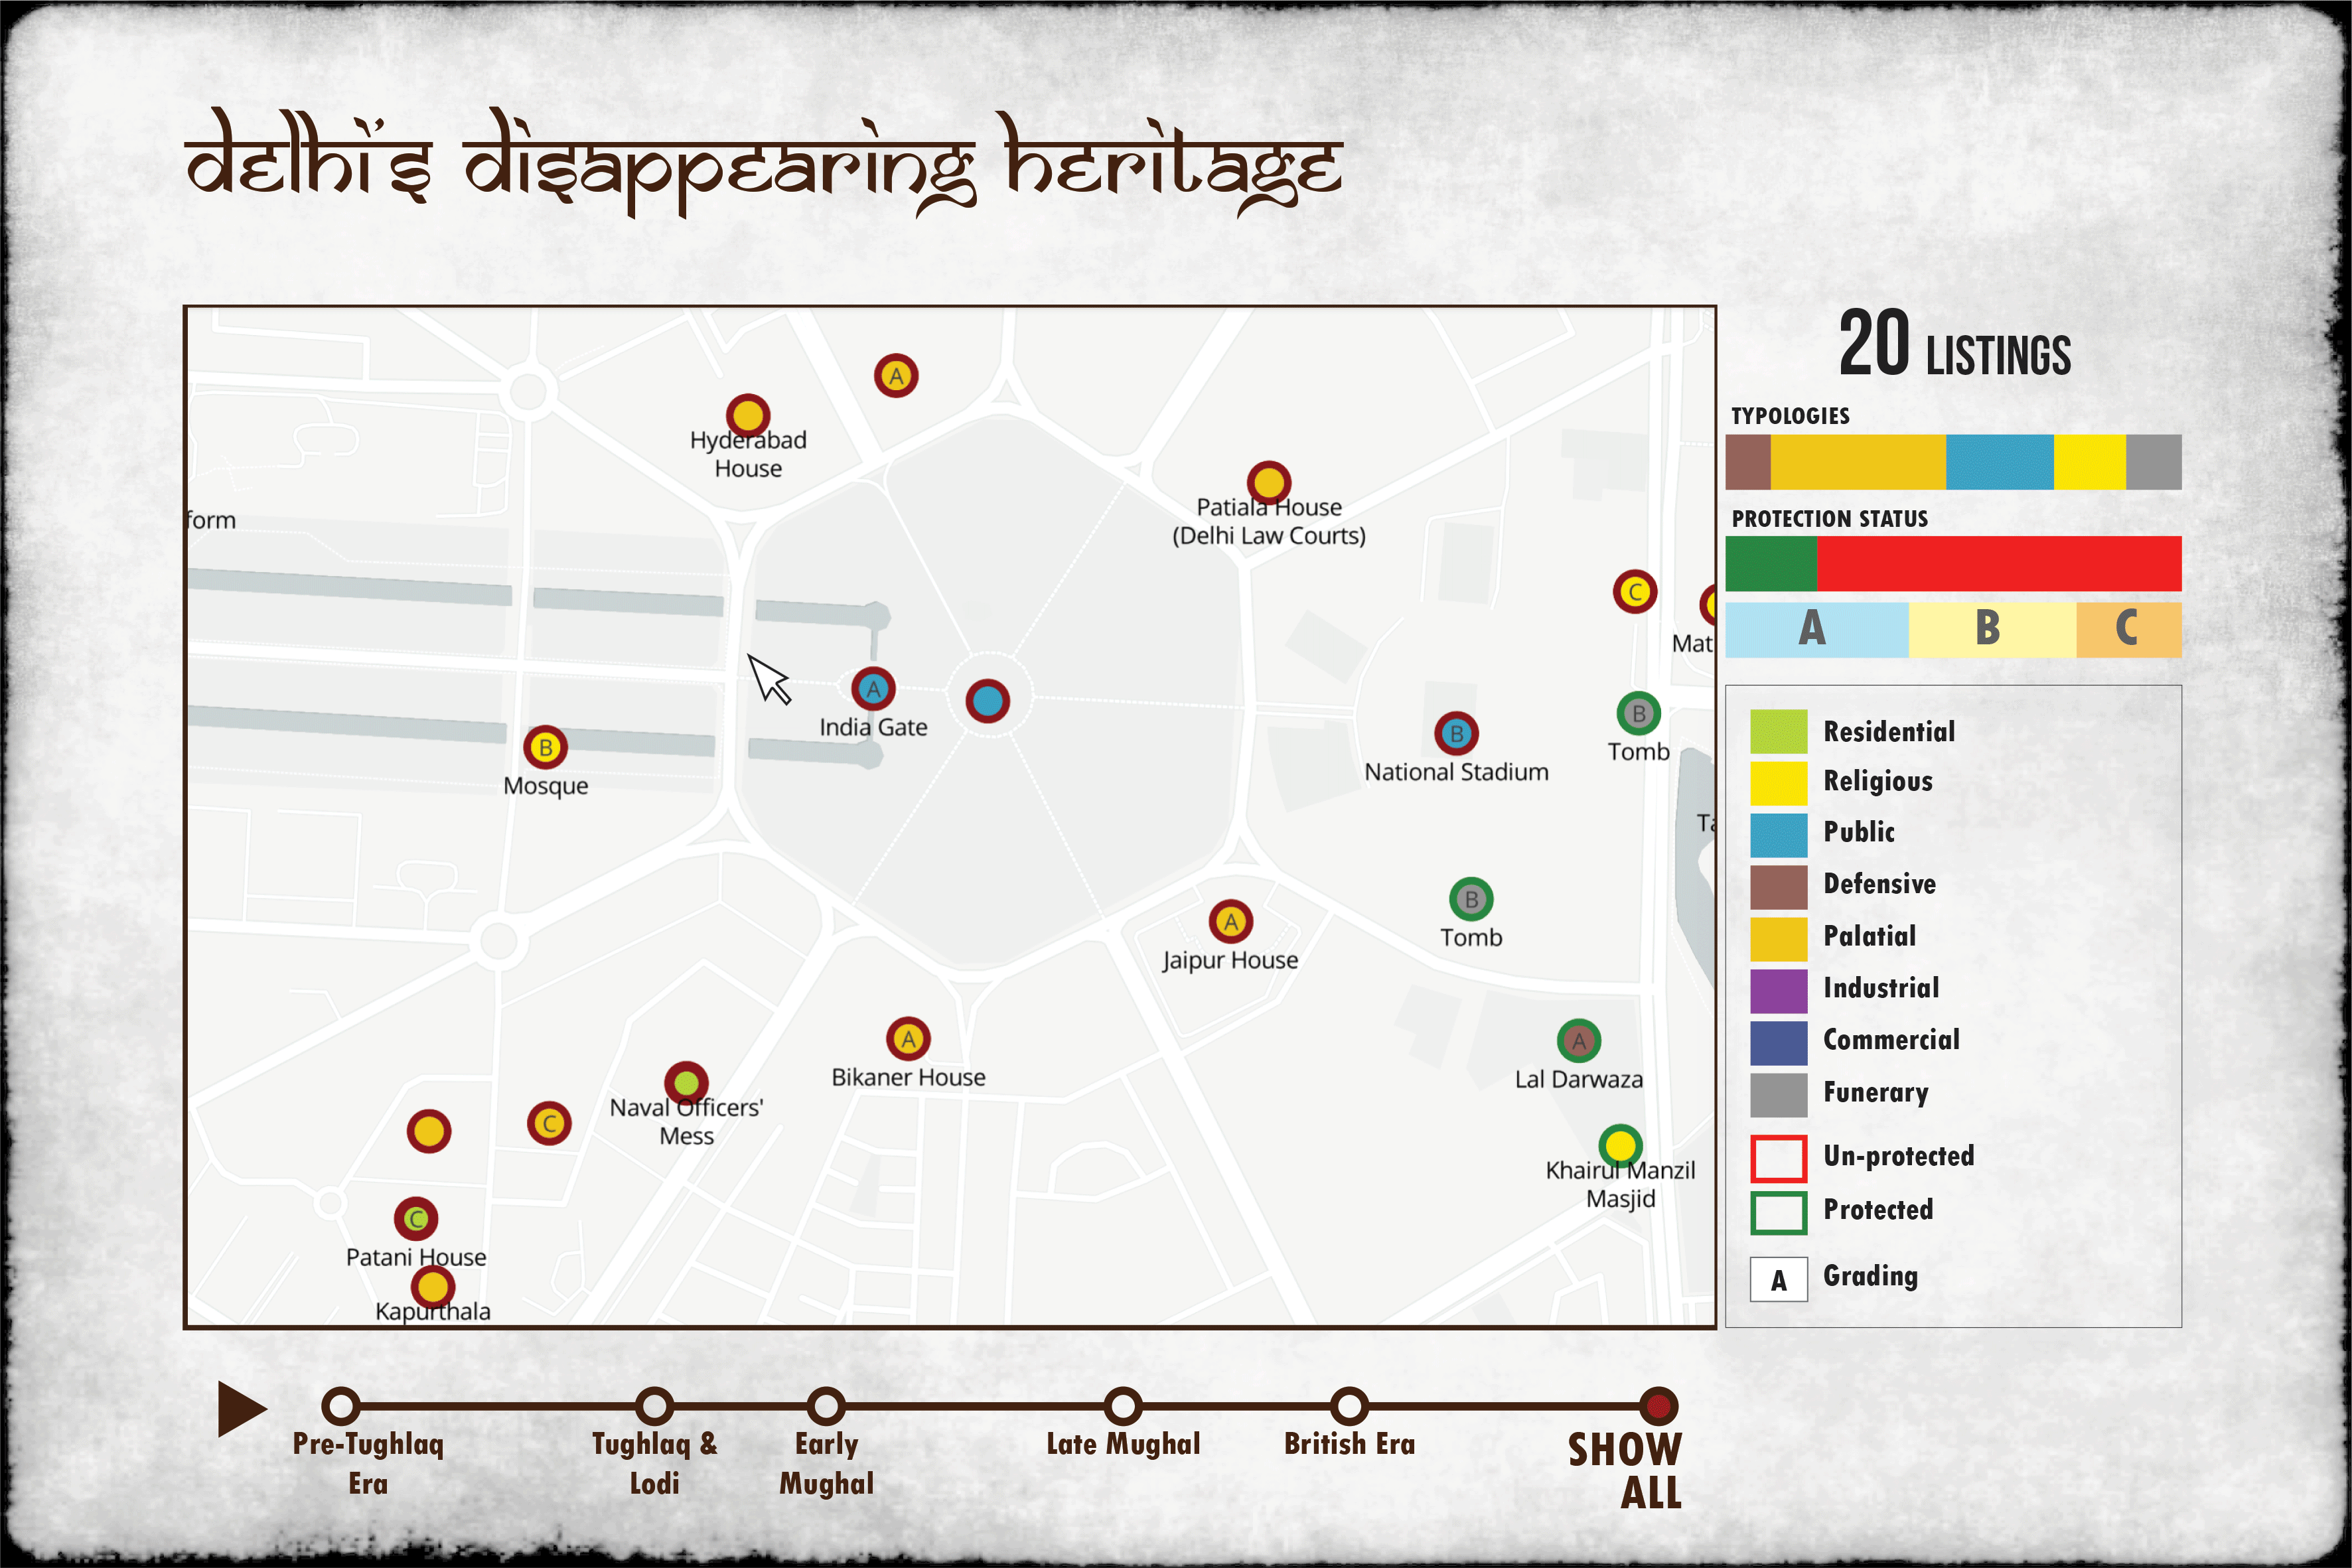 delhi's disappearing heritage
20 LISTINGS
TYPOLOGIES
PROTECTION STATUS
A B C
A
Hyderabad
House
Patiala House
(Delhi Law Courts)
form
C
Mat
A
India Gate
B
Mosque
B
National Stadium
B
Tomb
Ta
B
Tomb
A
Jaipur House
A
Bikaner House
A
Lal Darwaza
Naval Officers'
Mess
C
Khairul Manzil
Masjid
C
Patani House
Kapurthala
Residential
Religious
Public
Defensive
Palatial
Industrial
Commercial
Funerary
Un-protected
Protected
A Grading
Pre-Tughlaq
Era
Tughlaq &
Lodi
Early
Mughal
Late Mughal
British Era
SHOW
ALL